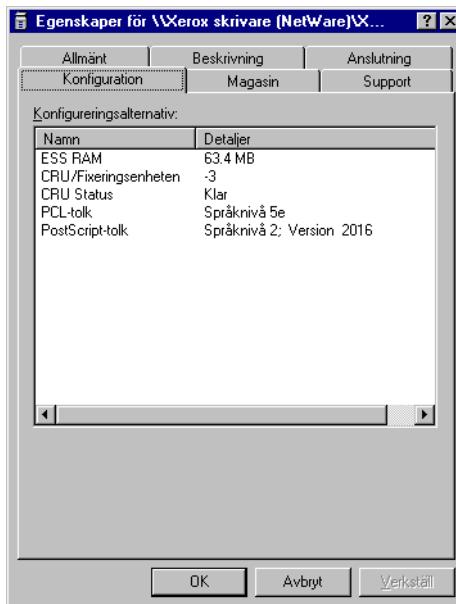 Egenskaper för \\Xerox skrivare (NetWare)\X...
Allmänt Beskrivning Anslutning
Konfiguration Magasin Support
Konfigureringsalternativ:
Namn Detaljer
ESS RAM 63.4 MB
CRU/Fixeringsenheten -3
CRU Status Klar
PCL-tolk Språknivå 5e
PostScript-tolk Språknivå 2; Version 2016
OK Avbryt Verkställ